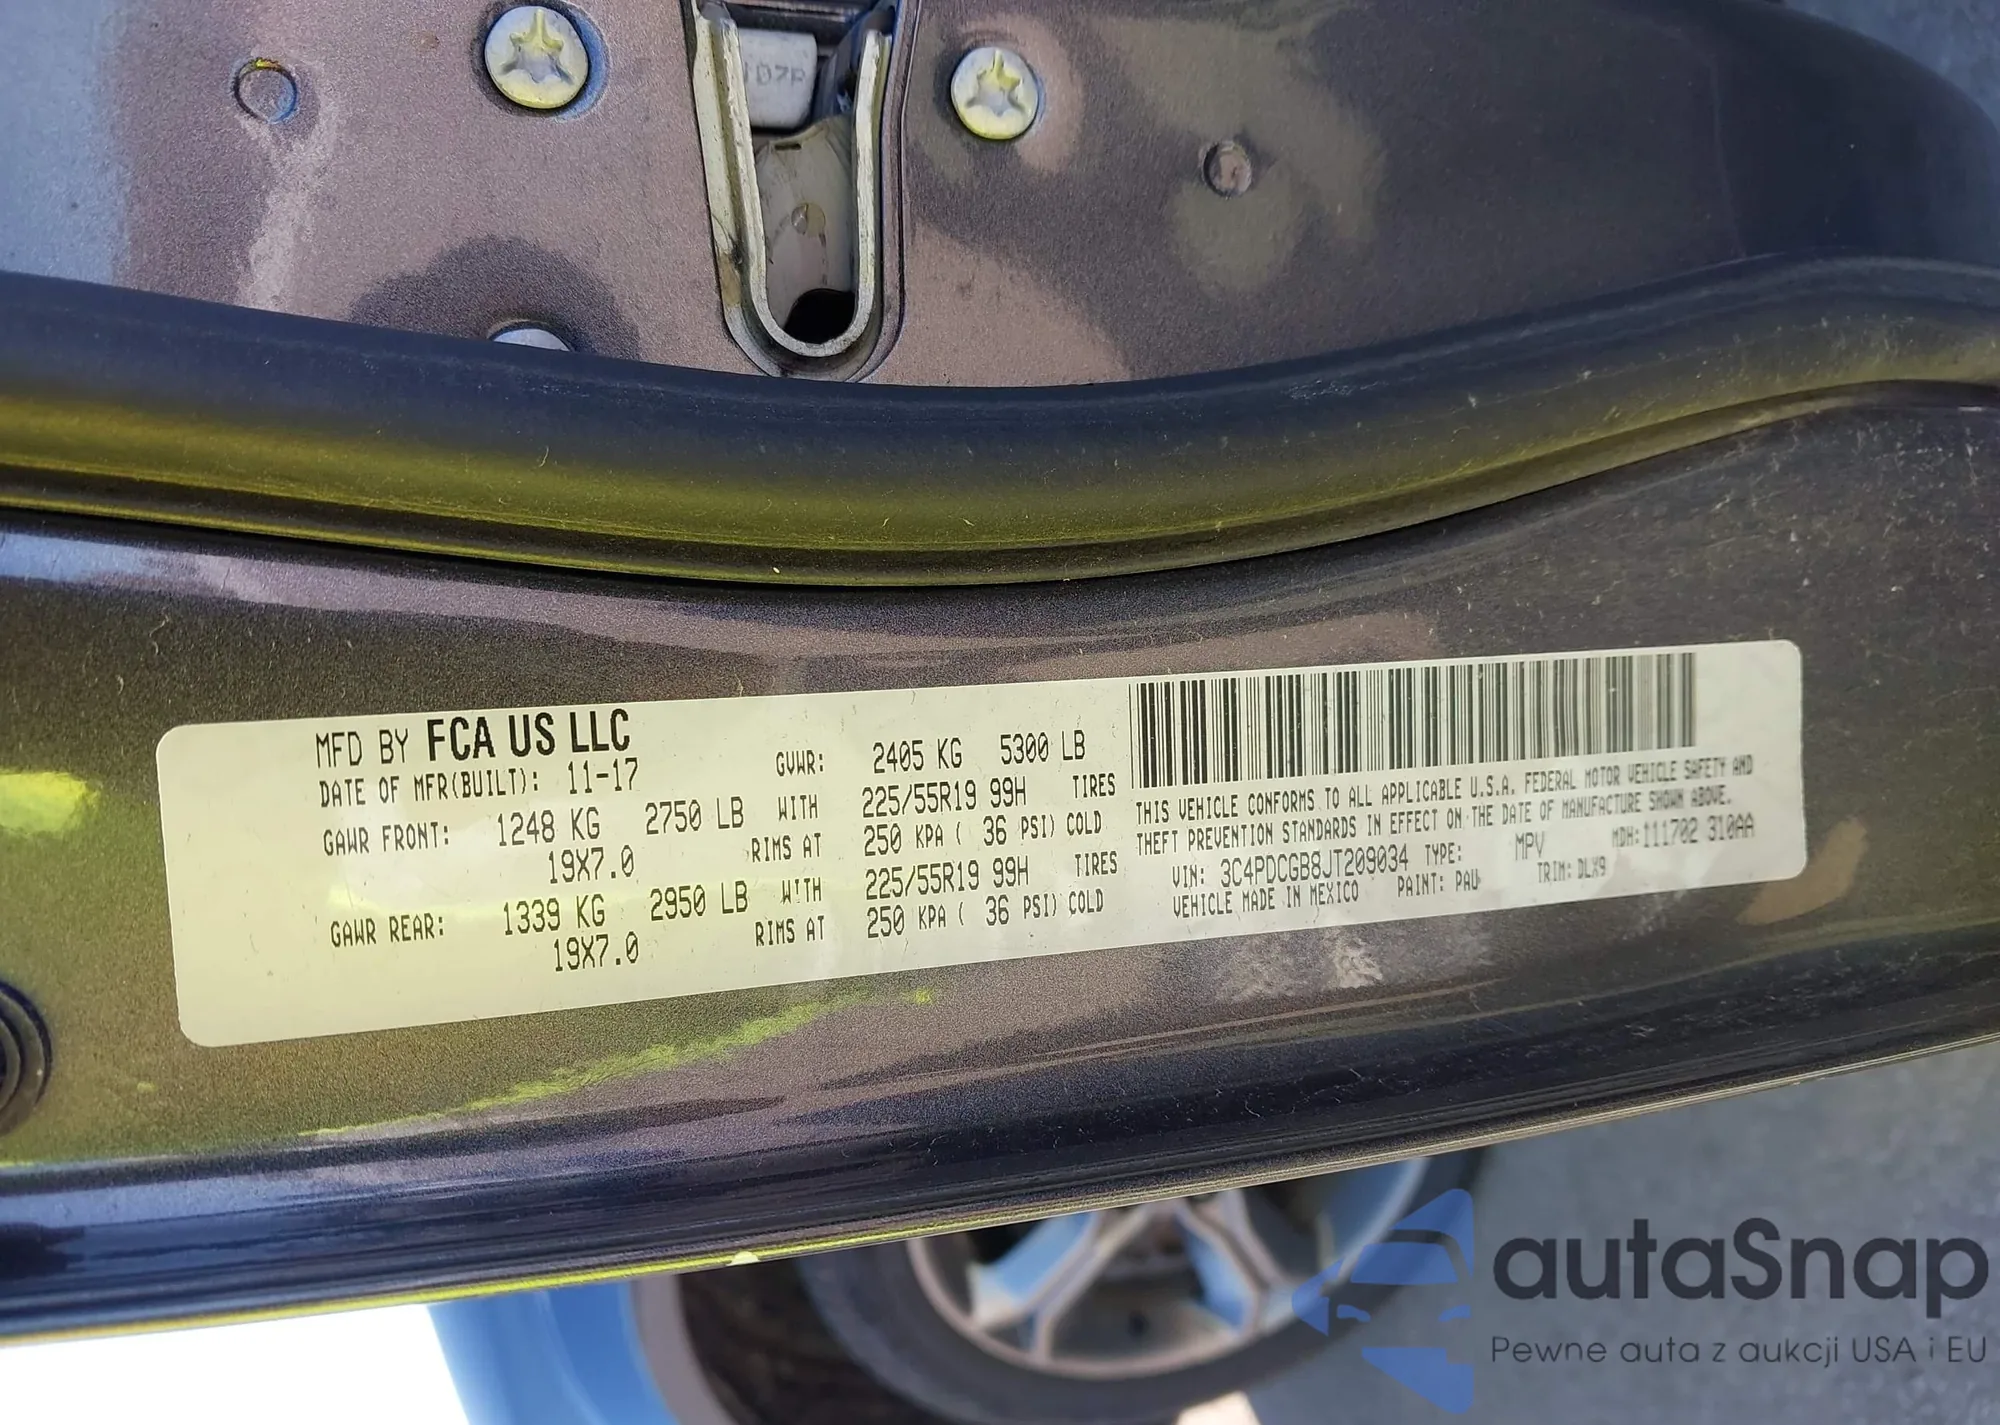 MFD BY FCA US LLC
DATE OF MFR(BUILT): 11-17 GVWR: 2405 KG 5300 LB
GAWR FRONT: 1248 KG 2750 LB WITH 225/55R19 99H TIRES
19X7.0 RIMS AT 250 KPA ( 36 PSI) COLD
GAWR REAR: 1339 KG 2950 LB WITH 225/55R19 99H TIRES
19X7.0 RIMS AT 250 KPA ( 36 PSI) COLD
THIS VEHICLE CONFORMS TO ALL APPLICABLE U.S.A. FEDERAL MOTOR VEHICLE SAFETY AND
THEFT PREVENTION STANDARDS IN EFFECT ON THE DATE OF MANUFACTURE SHOWN ABOVE.
VIN: 3C4PDCGB8JT209034 TYPE: MPV MDH: 111702 310AA
VEHICLE MADE IN MEXICO PAINT: PAU TRIM: DLX9
autaSnap
Pewne auta z aukcji USA i EU